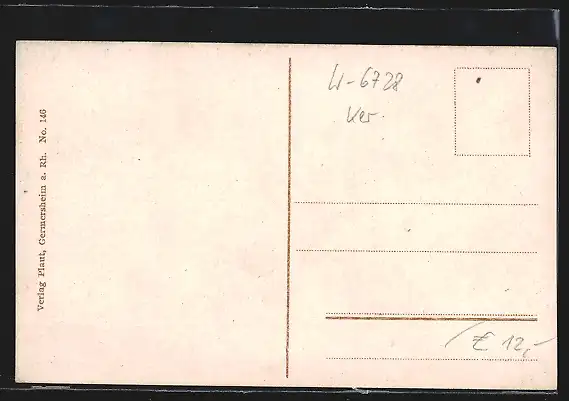 Verlag Plaut, Germersheim a. Rh. No. 146
W-6728
Ker.
€ 12,-